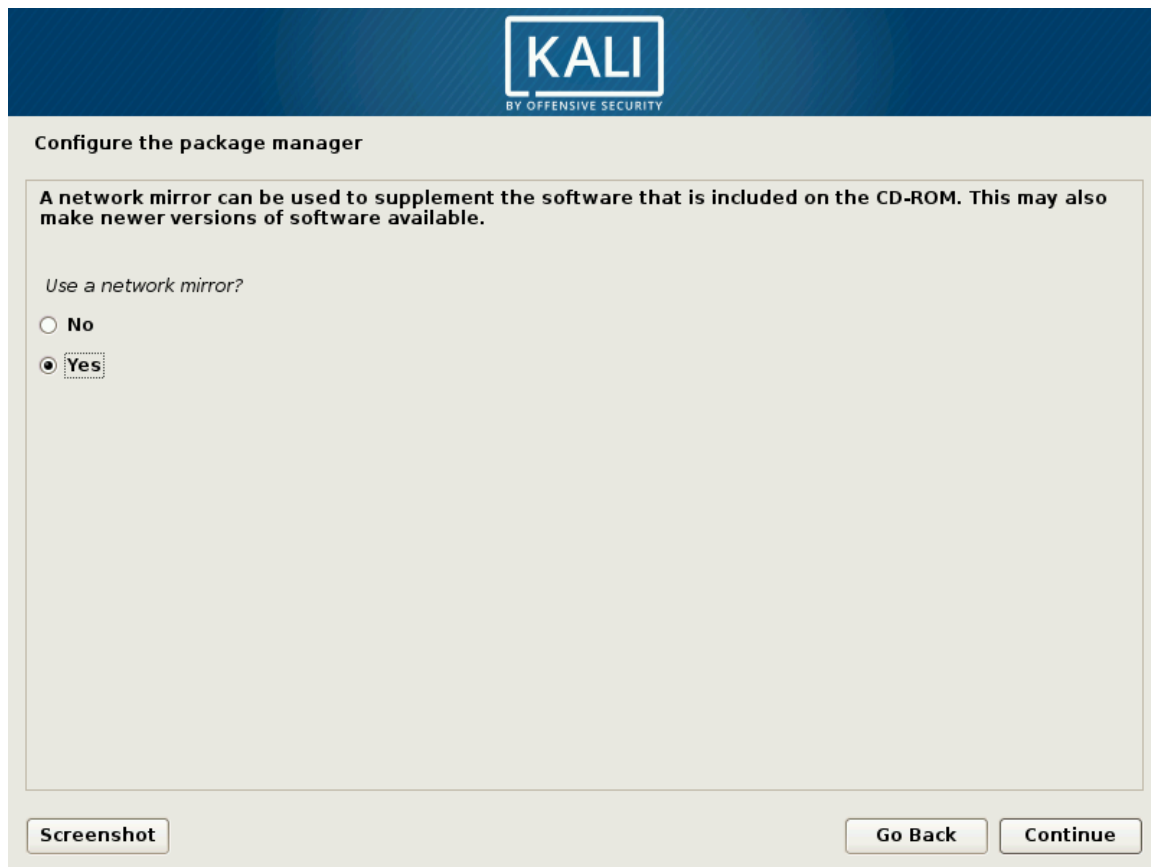 KALI
BY OFFENSIVE SECURITY
Configure the package manager
A network mirror can be used to supplement the software that is included on the CD-ROM. This may also
make newer versions of software available.
Use a network mirror?
No
Yes
Screenshot
Go Back
Continue